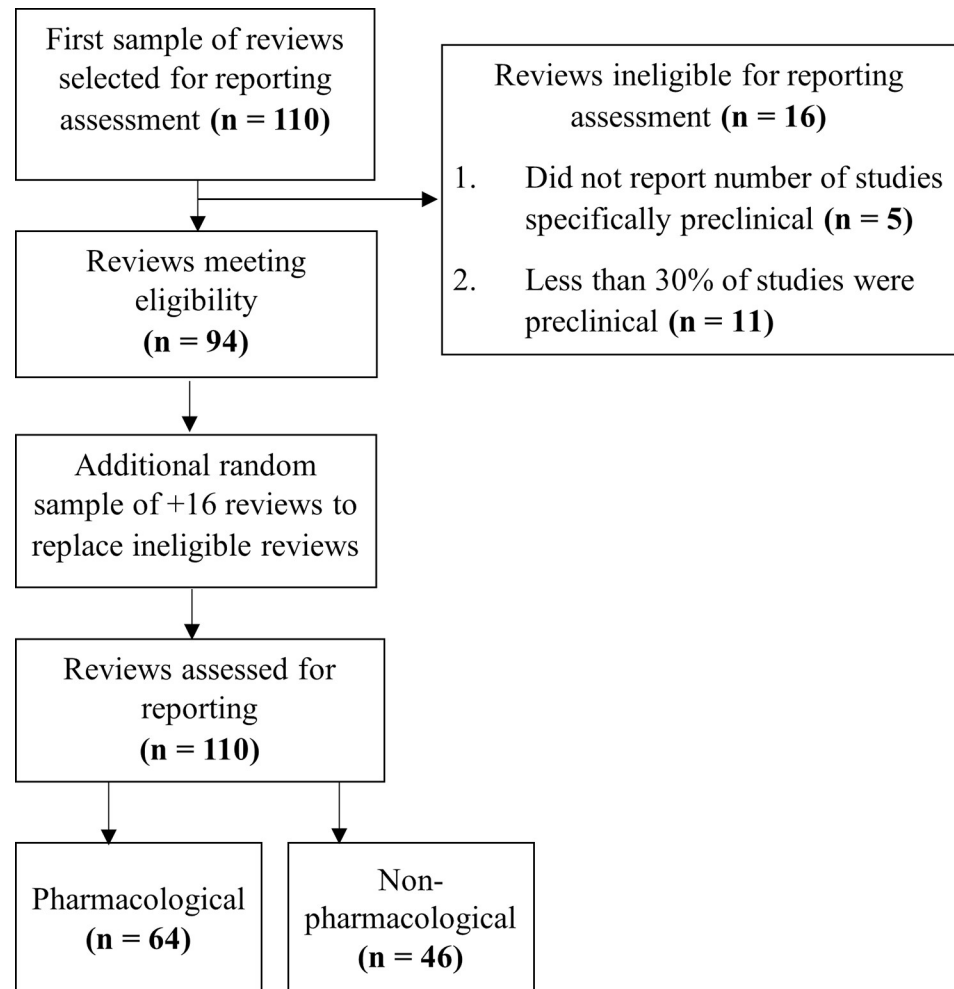 First sample of reviews
selected for reporting
assessment (n = 110)
Reviews ineligible for reporting
assessment (n = 16)
1. Did not report number of studies
specifically preclinical (n = 5)
2. Less than 30% of studies were
preclinical (n = 11)
Reviews meeting
eligibility
(n = 94)
Additional random
sample of +16 reviews to
replace ineligible reviews
Reviews assessed for
reporting
(n = 110)
Pharmacological
(n = 64)
Non-
pharmacological
(n = 46)